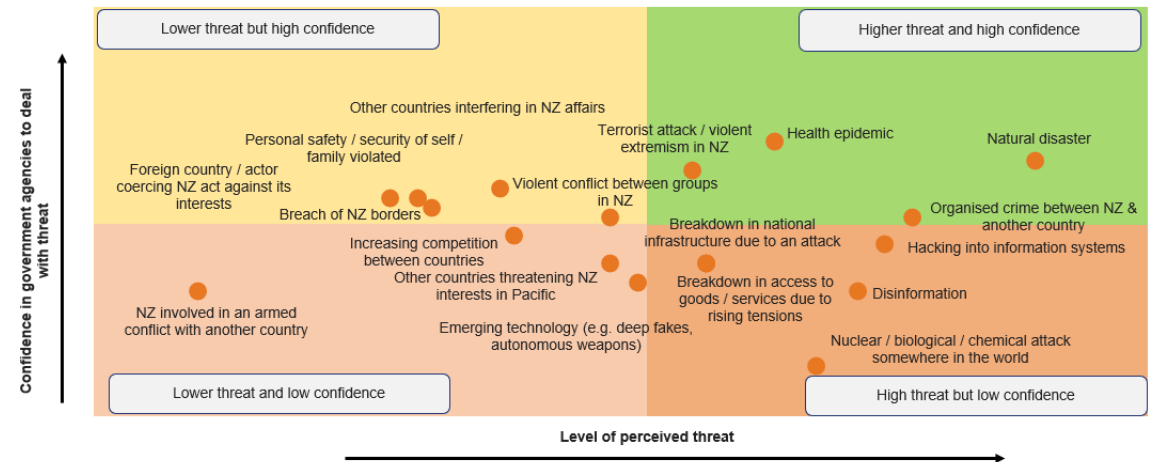 Lower threat but high confidence
Higher threat and high confidence
Confidence in government agencies to deal
with threat
Other countries interfering in NZ affairs
Personal safety / security of self /
family violated
Foreign country / actor
coercing NZ act against its
interests
Breach of NZ borders
Terrorist attack / violent
extremism in NZ
Health epidemic
Natural disaster
Violent conflict between groups
in NZ
Organised crime between NZ &
another country
Breakdown in national
infrastructure due to an attack
Hacking into information systems
Increasing competition
between countries
Other countries threatening NZ
interests in Pacific
Breakdown in access to
goods / services due to
rising tensions
Disinformation
NZ involved in an armed
conflict with another country
Emerging technology (e.g. deep fakes,
autonomous weapons)
Nuclear / biological / chemical attack
somewhere in the world
Lower threat and low confidence
High threat but low confidence
Level of perceived threat